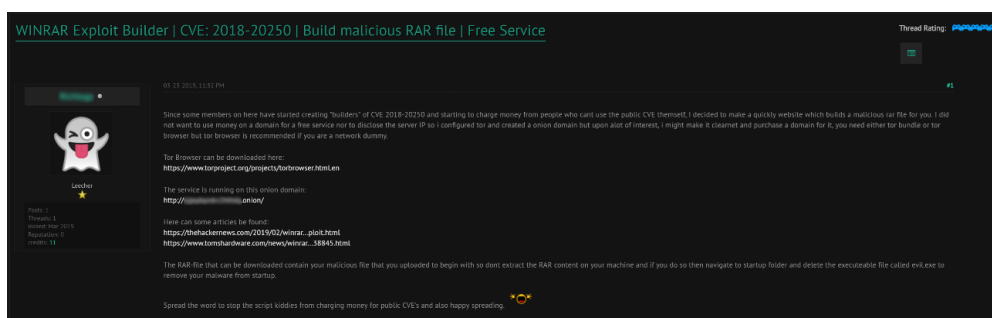 WINRAR Exploit Builder | CVE: 2018-20250 | Build malicious RAR file | Free Service
Thread Rating:
03-23-2019, 11:32 PM
#1
Leecher
Posts: 1
Threads: 1
Joined: Mar 2019
Reputation: 0
credits: 11
Since some members on here have started creating "builders" of CVE 2018-20250 and starting to charge money from people who cant use the public CVE themself, I decided to make a quickly website which builds a malicious rar file for you. I did
not want to use money on a domain for a free service nor to disclose the server IP so i configured tor and created a onion domain but upon alot of interest, i might make it clearnet and purchase a domain for it, you need either tor bundle or tor
browser but tor browser is recommended if you are a network dummy.
Tor Browser can be downloaded here:
https://www.torproject.org/projects/torbrowser.html.en
The service is running on this onion domain:
http:// .onion/
Here can some articles be found:
https://thehackernews.com/2019/02/winrar...ploit.html
https://www.tomshardware.com/news/winrar...38845.html
The RAR-file that can be downloaded contain your malicious file that you uploaded to begin with so dont extract the RAR content on your machine and if you do so then navigate to startup folder and delete the executeable file called evil.exe to
remove your malware from startup.
Spread the word to stop the script kiddies from charging money for public CVE's and also happy spreading.